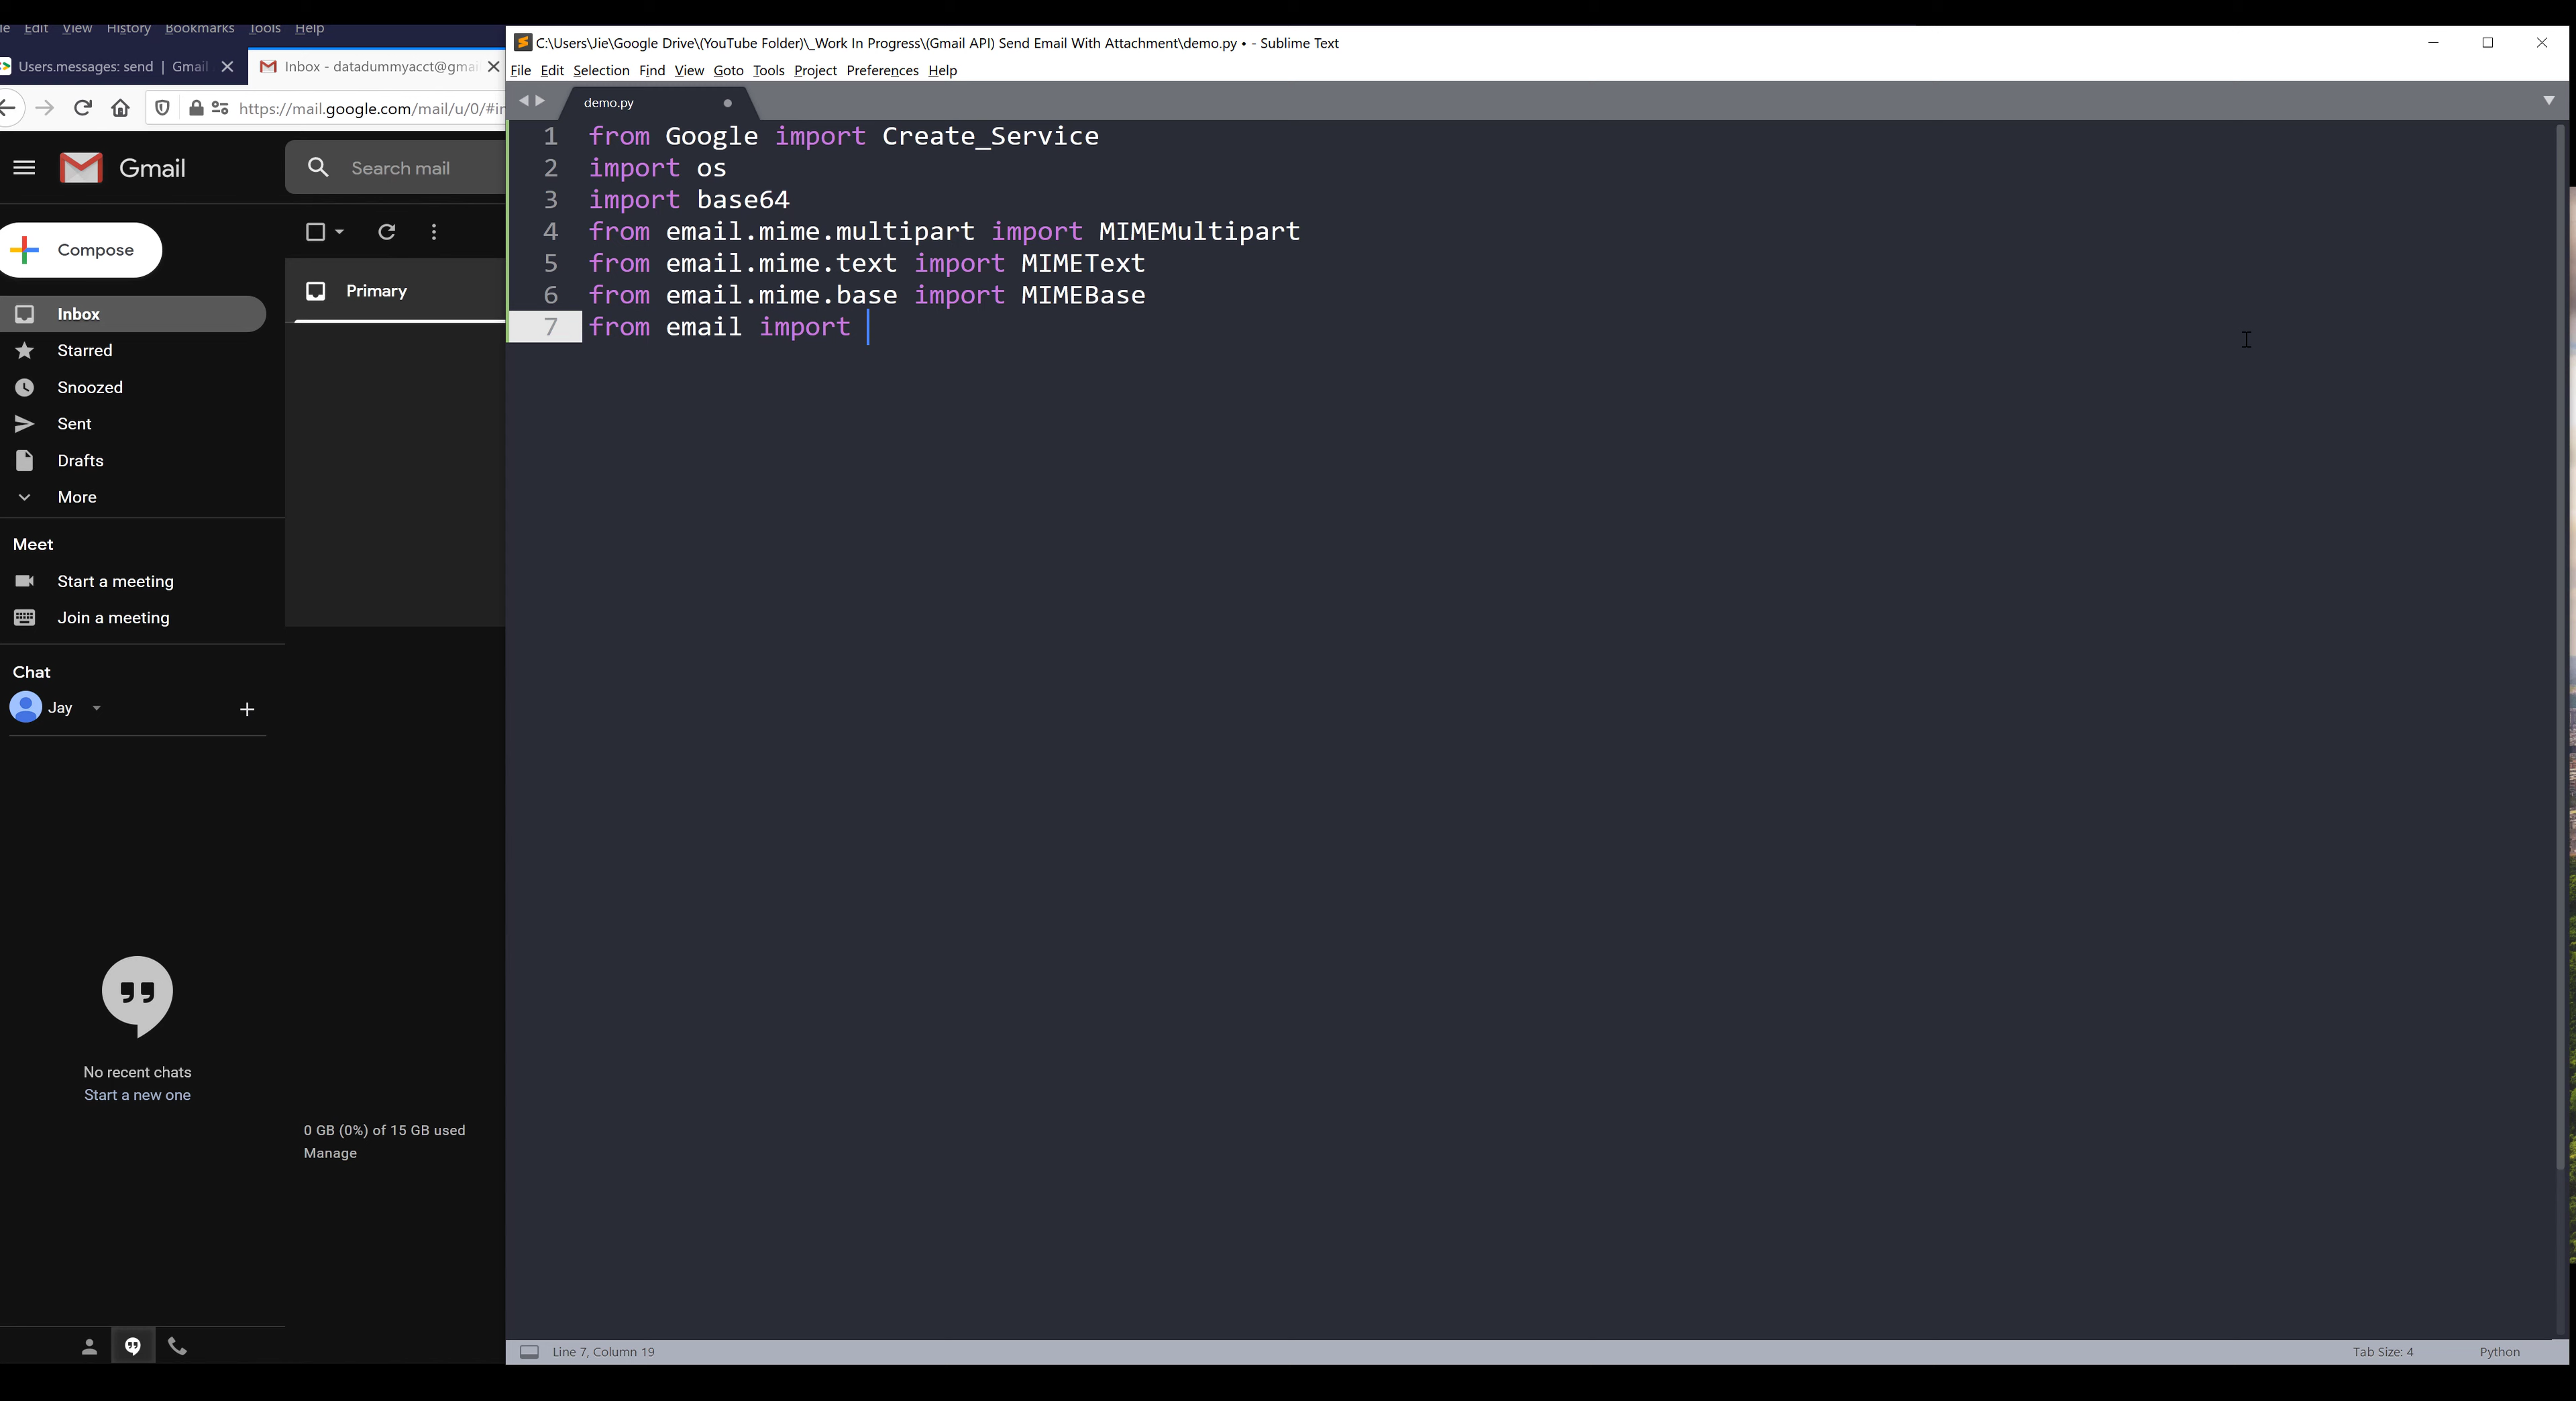 Edit View History Bookmarks Tools Help
Users.messages: send | Gmail
Inbox - datadummyacct@gmai
https://mail.google.com/mail/u/0/#in
Gmail
Search mail
Compose
Primary
Inbox
Starred
Snoozed
Sent
Drafts
More
Meet
Start a meeting
Join a meeting
Chat
Jay
No recent chats
Start a new one
0 GB (0%) of 15 GB used
Manage
C:\Users\Jie\Google Drive\(YouTube Folder)\_Work In Progress\(Gmail API) Send Email With Attachment\demo.py • - Sublime Text
File Edit Selection Find View Goto Tools Project Preferences Help
demo.py
1 from Google import Create_Service
2 import os
3 import base64
4 from email.mime.multipart import MIMEMultipart
5 from email.mime.text import MIMEText
6 from email.mime.base import MIMEBase
7 from email import
Line 7, Column 19
Tab Size: 4
Python